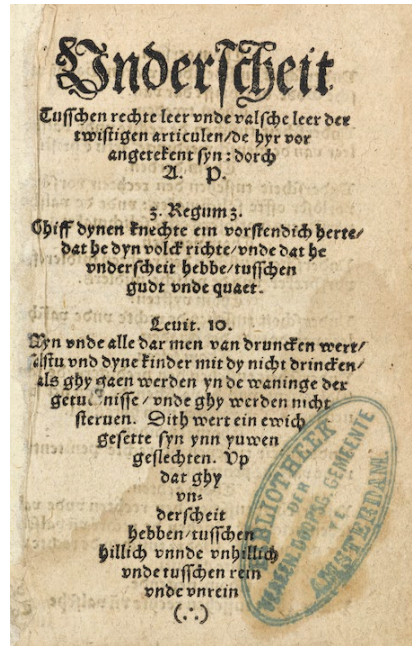 Underscheit
Tusschen rechte leer vnde valsche leer der
twistigen articulen/de hyr vor
angetekent syn: dorch
A. P.
3. Regum 3.
Ghiff dynen knechte ein vorstendich herte/
dat he dyn volck richte/vnde dat he
vnderscheit hebbe/tusschen
gudt vnde quaet.
Leuit. 10.
Wyn vnde alle dar men van druncken wert/
salstu vnd dyne kinder mit dy nicht drincken/
als ghy gaen werden yn de waninge der
getuchnisse/vnde ghy werden nicht
steruen. Dith wert ein ewich
gesette syn ynn yuwen
geslechten. Vp
dat ghy
vn-
derscheit
hebben/tusschen
hillich vnnde vnhillich
vnde tusschen rein
vnde vnrein
(∴)
BIBLIOTHEEK
DER
VEREEN. DOOPSG. GEMEENTE
TE
AMSTERDAM